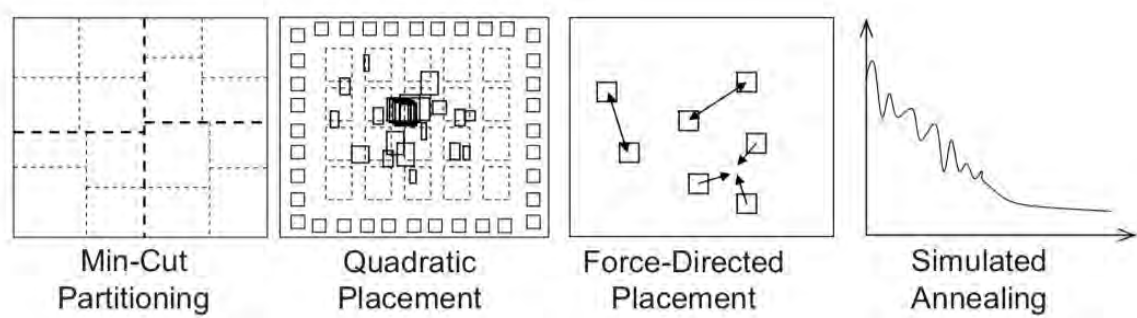 Min-Cut
Partitioning
Quadratic
Placement
Force-Directed
Placement
Simulated
Annealing